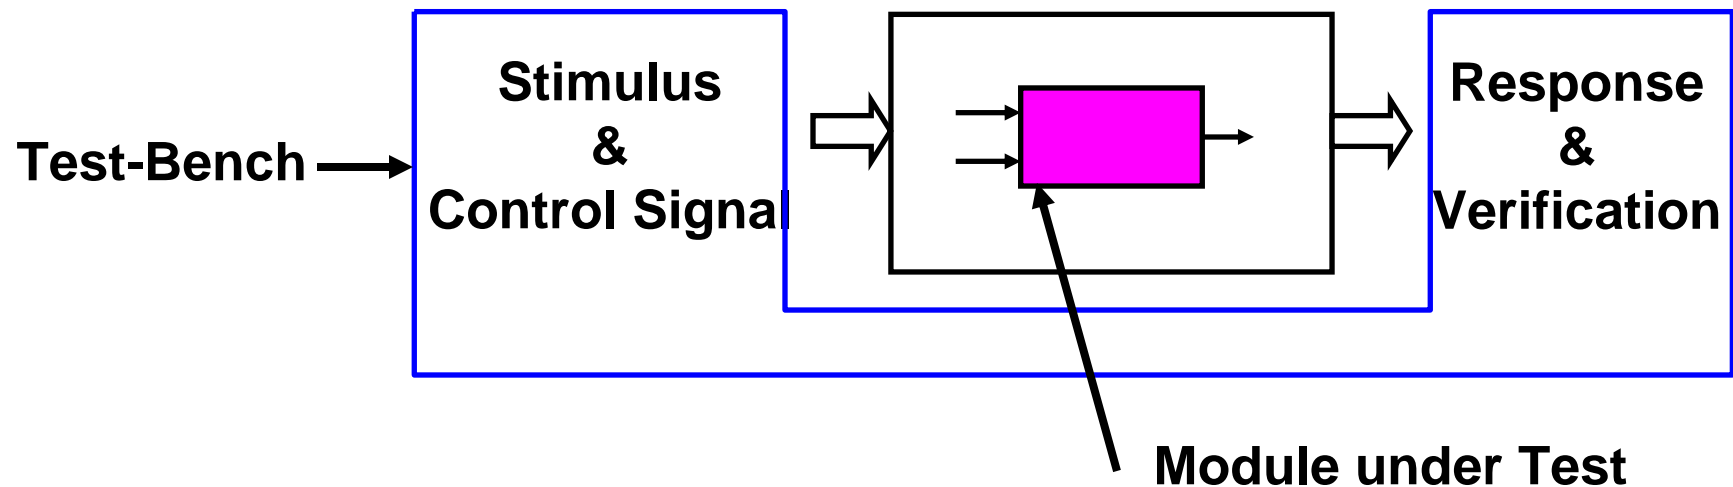 Test-Bench
Stimulus
&
Control Signal
Response
&
Verification
Module under Test